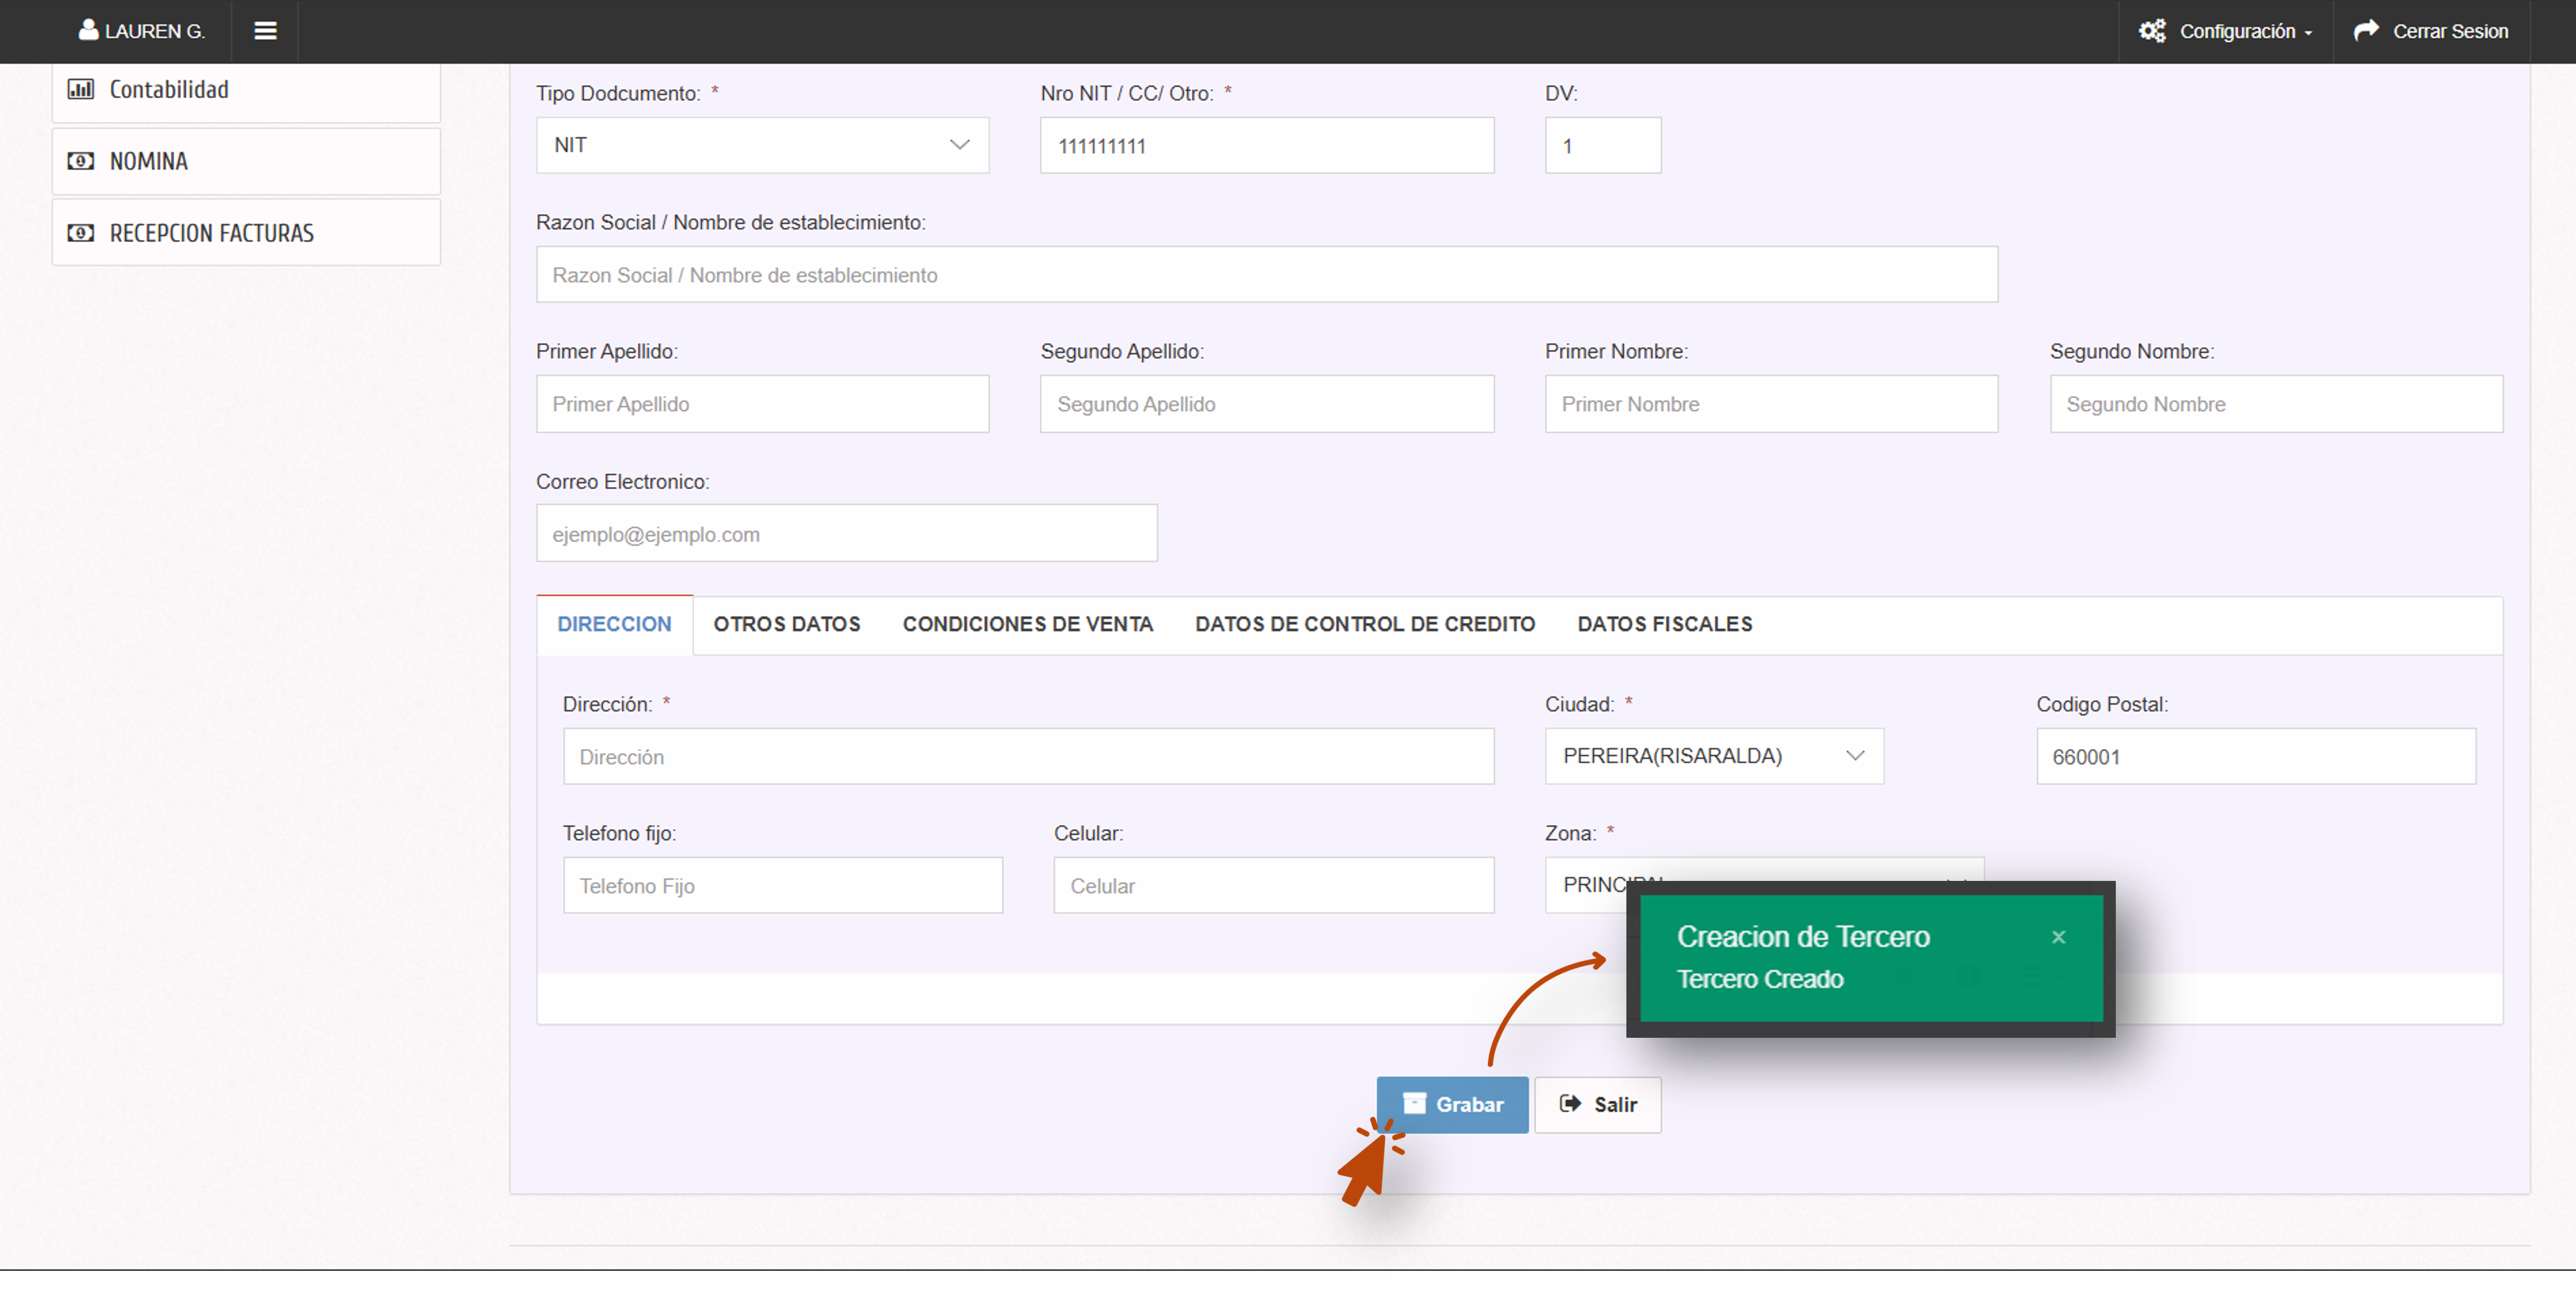 LAUREN G.
Configuración
Cerrar Sesion
Contabilidad
NOMINA
RECEPCION FACTURAS
Tipo Dodcumento: *
Nro NIT / CC/ Otro: *
DV:
NIT
111111111
1
Razon Social / Nombre de establecimiento:
Razon Social / Nombre de establecimiento
Primer Apellido:
Segundo Apellido:
Primer Nombre:
Segundo Nombre:
Primer Apellido
Segundo Apellido
Primer Nombre
Segundo Nombre
Correo Electronico:
ejemplo@ejemplo.com
DIRECCION
OTROS DATOS
CONDICIONES DE VENTA
DATOS DE CONTROL DE CREDITO
DATOS FISCALES
Dirección: *
Ciudad: *
Codigo Postal:
Dirección
PEREIRA(RISARALDA)
660001
Telefono fijo:
Celular:
Zona: *
Telefono Fijo
Celular
PRINCIPAL
Creacion de Tercero
×
Tercero Creado
Grabar
Salir